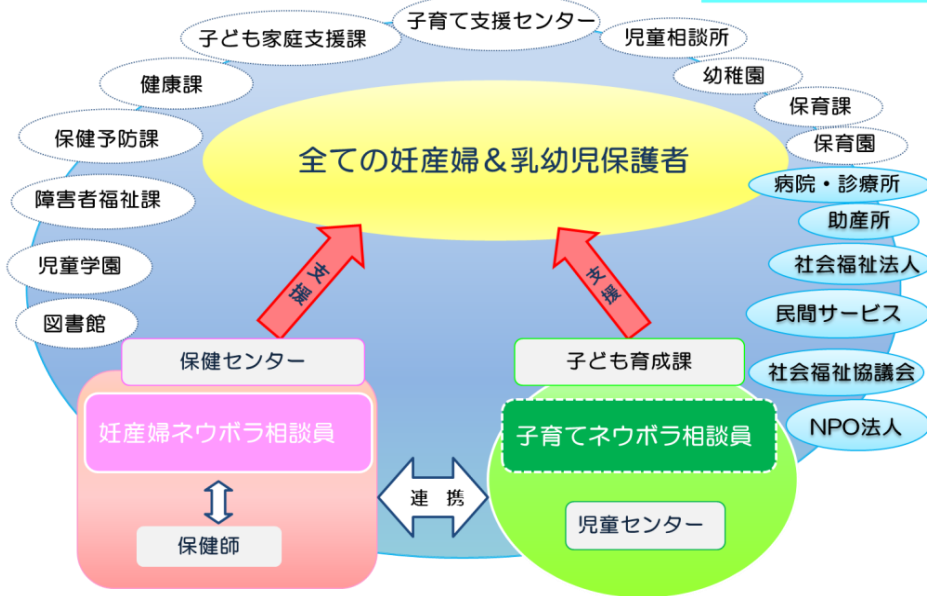 子育て支援センター
子ども家庭支援課
児童相談所
健康課
幼稚園
保育課
保健予防課
保育園
全ての妊産婦＆乳幼児保護者
病院・診療所
障害者福祉課
助産所
児童学園
支援
支援
社会福祉法人
図書館
民間サービス
保健センター
子ども育成課
社会福祉協議会
妊産婦ネウボラ相談員
子育てネウボラ相談員
NPO法人
連携
児童センター
保健師